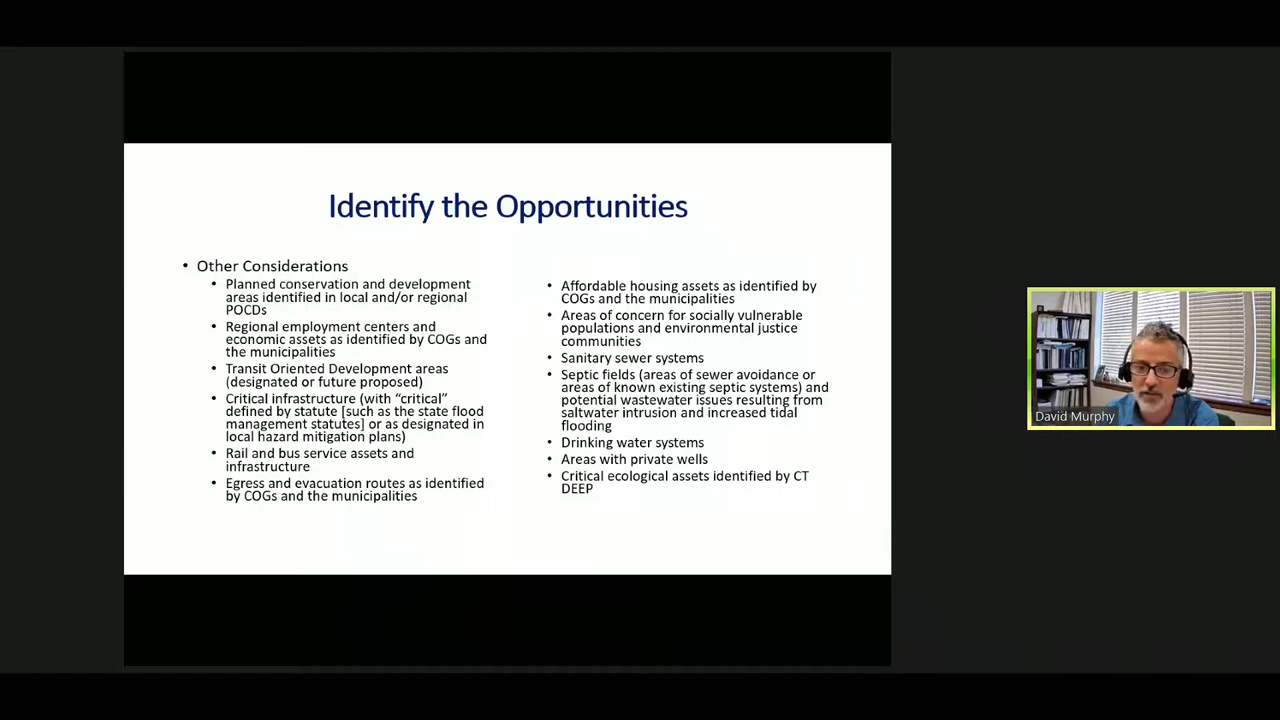 Identify the Opportunities
• Other Considerations
• Planned conservation and development
areas identified in local and/or regional
POCDs
• Regional employment centers and
economic assets as identified by COGs and
the municipalities
• Transit Oriented Development areas
(designated or future proposed)
• Critical infrastructure (with “critical”
defined by statute [such as the state flood
management statutes] or as designated in
local hazard mitigation plans)
• Rail and bus service assets and
infrastructure
• Egress and evacuation routes as identified
by COGs and the municipalities
• Affordable housing assets as identified by
COGs and the municipalities
• Areas of concern for socially vulnerable
populations and environmental justice
communities
• Sanitary sewer systems
• Septic fields (areas of sewer avoidance or
areas of known existing septic systems) and
potential wastewater issues resulting from
saltwater intrusion and increased tidal
flooding
• Drinking water systems
• Areas with private wells
• Critical ecological assets identified by CT
DEEP
David Murphy